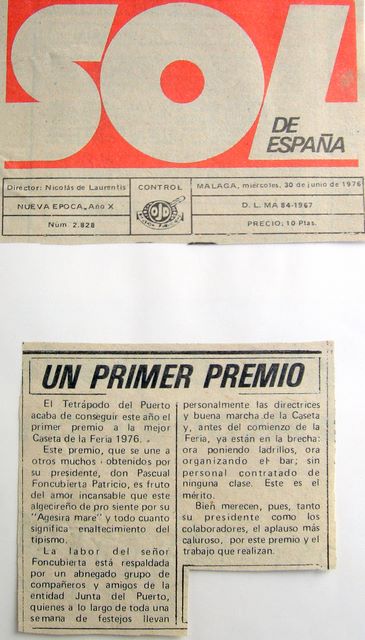 SOL
DE
ESPAÑA
Director: Nicolás de Laurentis
CONTROL
MALAGA, miércoles, 30 de junio de 1976
NUEVA EPOCA, Año X
OJD
D. L. MA 84-1967
Núm. 2.828
PRECIO; 10 Ptas.
UN PRIMER PREMIO
El Tetrápodo del Puerto
acaba de conseguir este año el
primer premio a la mejor
Caseta de la Feria 1976.
Este premio, que se une a
otros muchos obtenidos por
su presidente, don Pascual
Foncubierta Patricio, es fruto
del amor incansable que este
algecireño de pro siente por su
"Agesira mare" y todo cuanto
significa enaltecimiento del
tipismo.
La labor del señor
Foncubierta está respaldada
por un abnegado grupo de
compañeros y amigos de la
entidad Junta del Puerto,
quienes a lo largo de toda una
semana de festejos llevan
personalmente las directrices
y buena marcha de la Caseta
y, antes del comienzo de la
Feria, ya están en la brecha:
ora poniendo ladrillos, ora
organizando el bar; sin
personal contratado de
ninguna clase. Este es el
mérito.
Bien merecen, pues, tanto
su presidente como los
colaboradores, el aplauso más
caluroso, por este premio y el
trabajo que realizan.